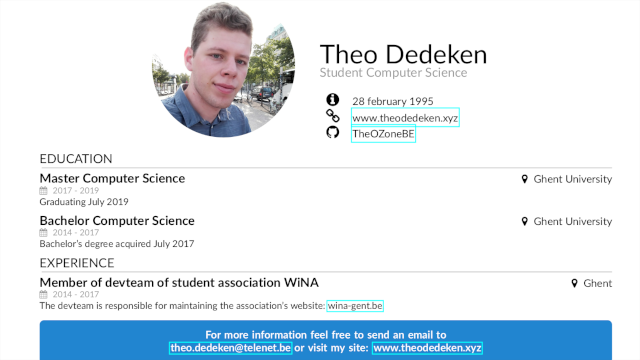 Theo Dedeken
Student Computer Science
28 february 1995
www.theodedeken.xyz
TheOZoneBE
EDUCATION
Master Computer Science Ghent University
2017 - 2019
Graduating July 2019
Bachelor Computer Science Ghent University
2014 - 2017
Bachelor's degree acquired July 2017
EXPERIENCE
Member of devteam of student association WiNA Ghent
2014 - 2017
The devteam is responsible for maintaining the association's website: wina-gent.be
For more information feel free to send an email to
theo.dedeken@telenet.be or visit my site: www.theodedeken.xyz